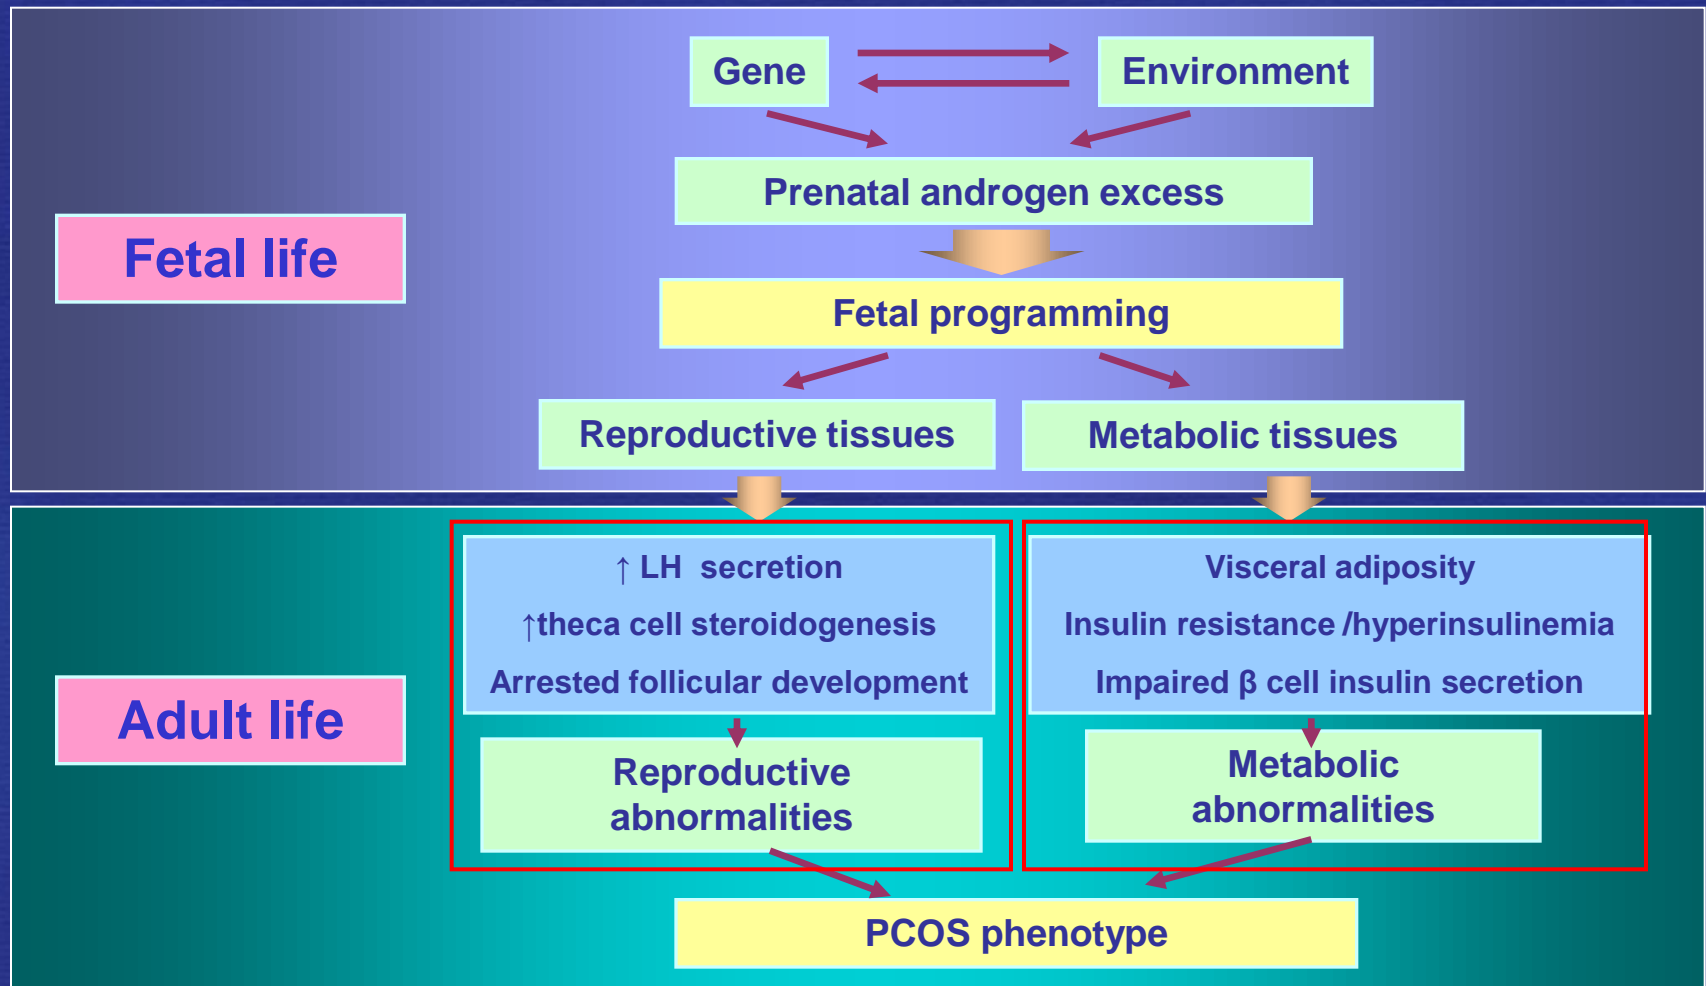 Gene
Environment
Prenatal androgen excess
Fetal life
Fetal programming
Reproductive tissues
Metabolic tissues
↑ LH secretion
↑theca cell steroidogenesis
Arrested follicular development
Visceral adiposity
Insulin resistance /hyperinsulinemia
Impaired β cell insulin secretion
Adult life
Reproductive
abnormalities
Metabolic
abnormalities
PCOS phenotype